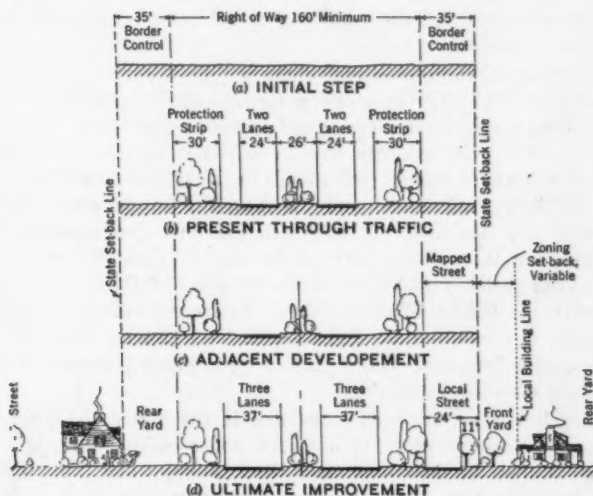 35' Right of Way 160' Minimum 35'
Border Control Border Control
(a) INITIAL STEP
Protection Strip Two Lanes Two Lanes Protection Strip
30' 24' 26' 24' 30'
State Set-back Line
State Set-back Line
(b) PRESENT THROUGH TRAFFIC
Mapped Street
Zoning Set-back, Variable
(c) ADJACENT DEVELOPEMENT
Local Building Line
Street
Rear Yard
Three Lanes Three Lanes Local Street
37' 37' 24' 11'
Front Yard
Rear Yard
(d) ULTIMATE IMPROVEMENT